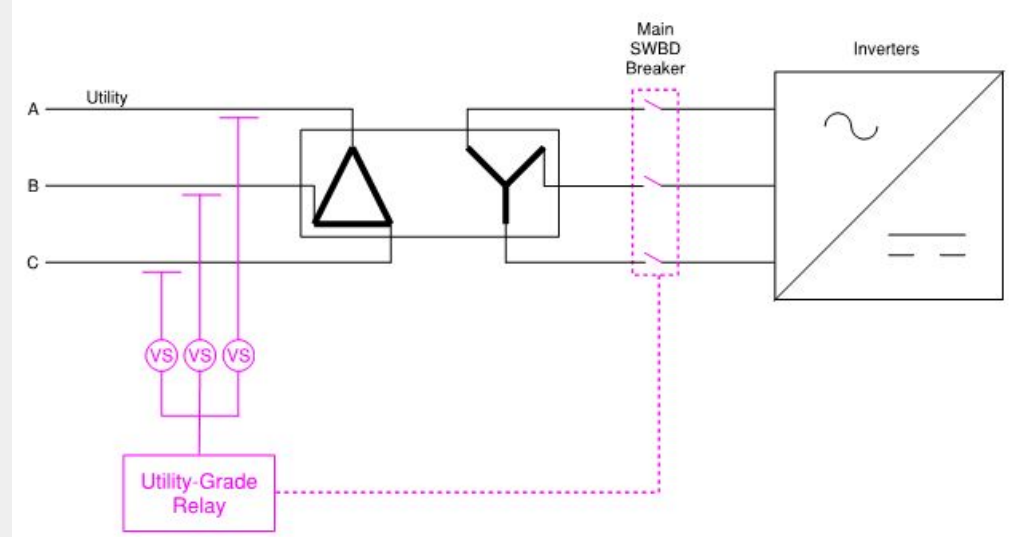 Main
SWBD
Breaker
Inverters
Utility
A
B
C
VS VS VS
Utility-Grade
Relay